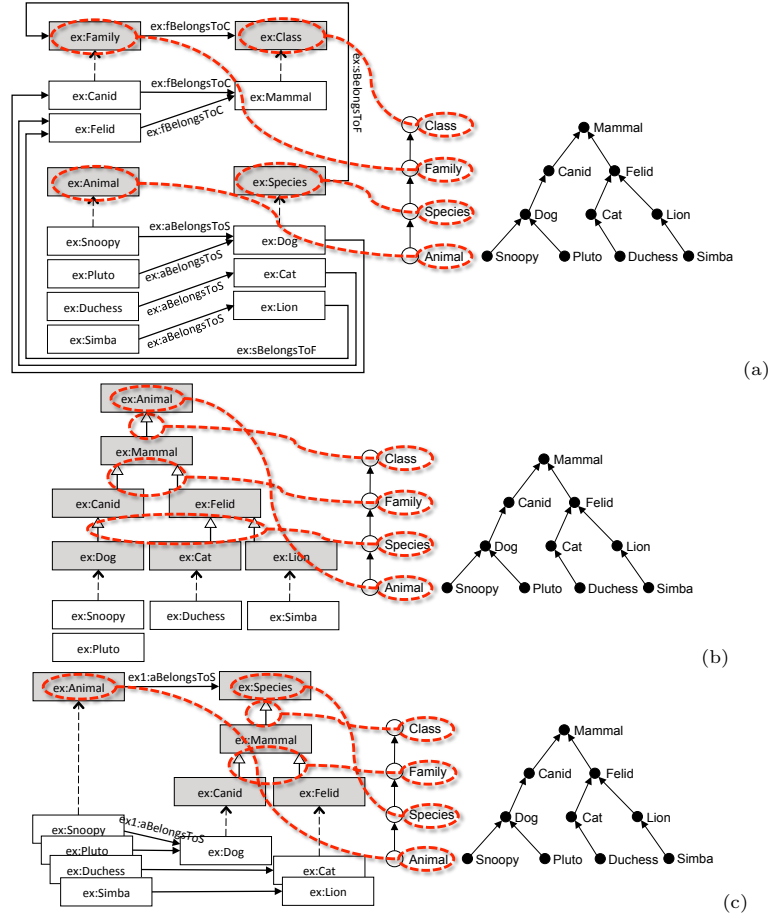 ex:Family ex:fBelongsToC ex:Class
ex:sBelongsToF
ex:Canid ex:fBelongsToC ex:Mammal
ex:Felid ex:fBelongsToC
ex:Animal ex:Species
ex:Snoopy ex:aBelongsToS ex:Dog
ex:Pluto ex:aBelongsToS ex:Cat
ex:Duchess ex:aBelongsToS ex:Lion
ex:Simba ex:aBelongsToS ex:sBelongsToF
Class
Family
Species
Animal
Mammal
Canid Felid
Dog Cat Lion
Snoopy Pluto Duchess Simba
(a)
ex:Animal
ex:Mammal
ex:Canid ex:Felid
ex:Dog ex:Cat ex:Lion
ex:Snoopy ex:Duchess ex:Simba
ex:Pluto
Class
Family
Species
Animal
Mammal
Canid Felid
Dog Cat Lion
Snoopy Pluto Duchess Simba
(b)
ex:Animal ex1:aBelongsToS ex:Species
ex:Mammal
ex:Canid ex:Felid
ex:Snoopy ex1:aBelongsToS
ex:Pluto ex:Dog
ex:Duchess ex:Cat
ex:Simba ex:Lion
Class
Family
Species
Animal
Mammal
Canid Felid
Dog Cat Lion
Snoopy Pluto Duchess Simba
(c)